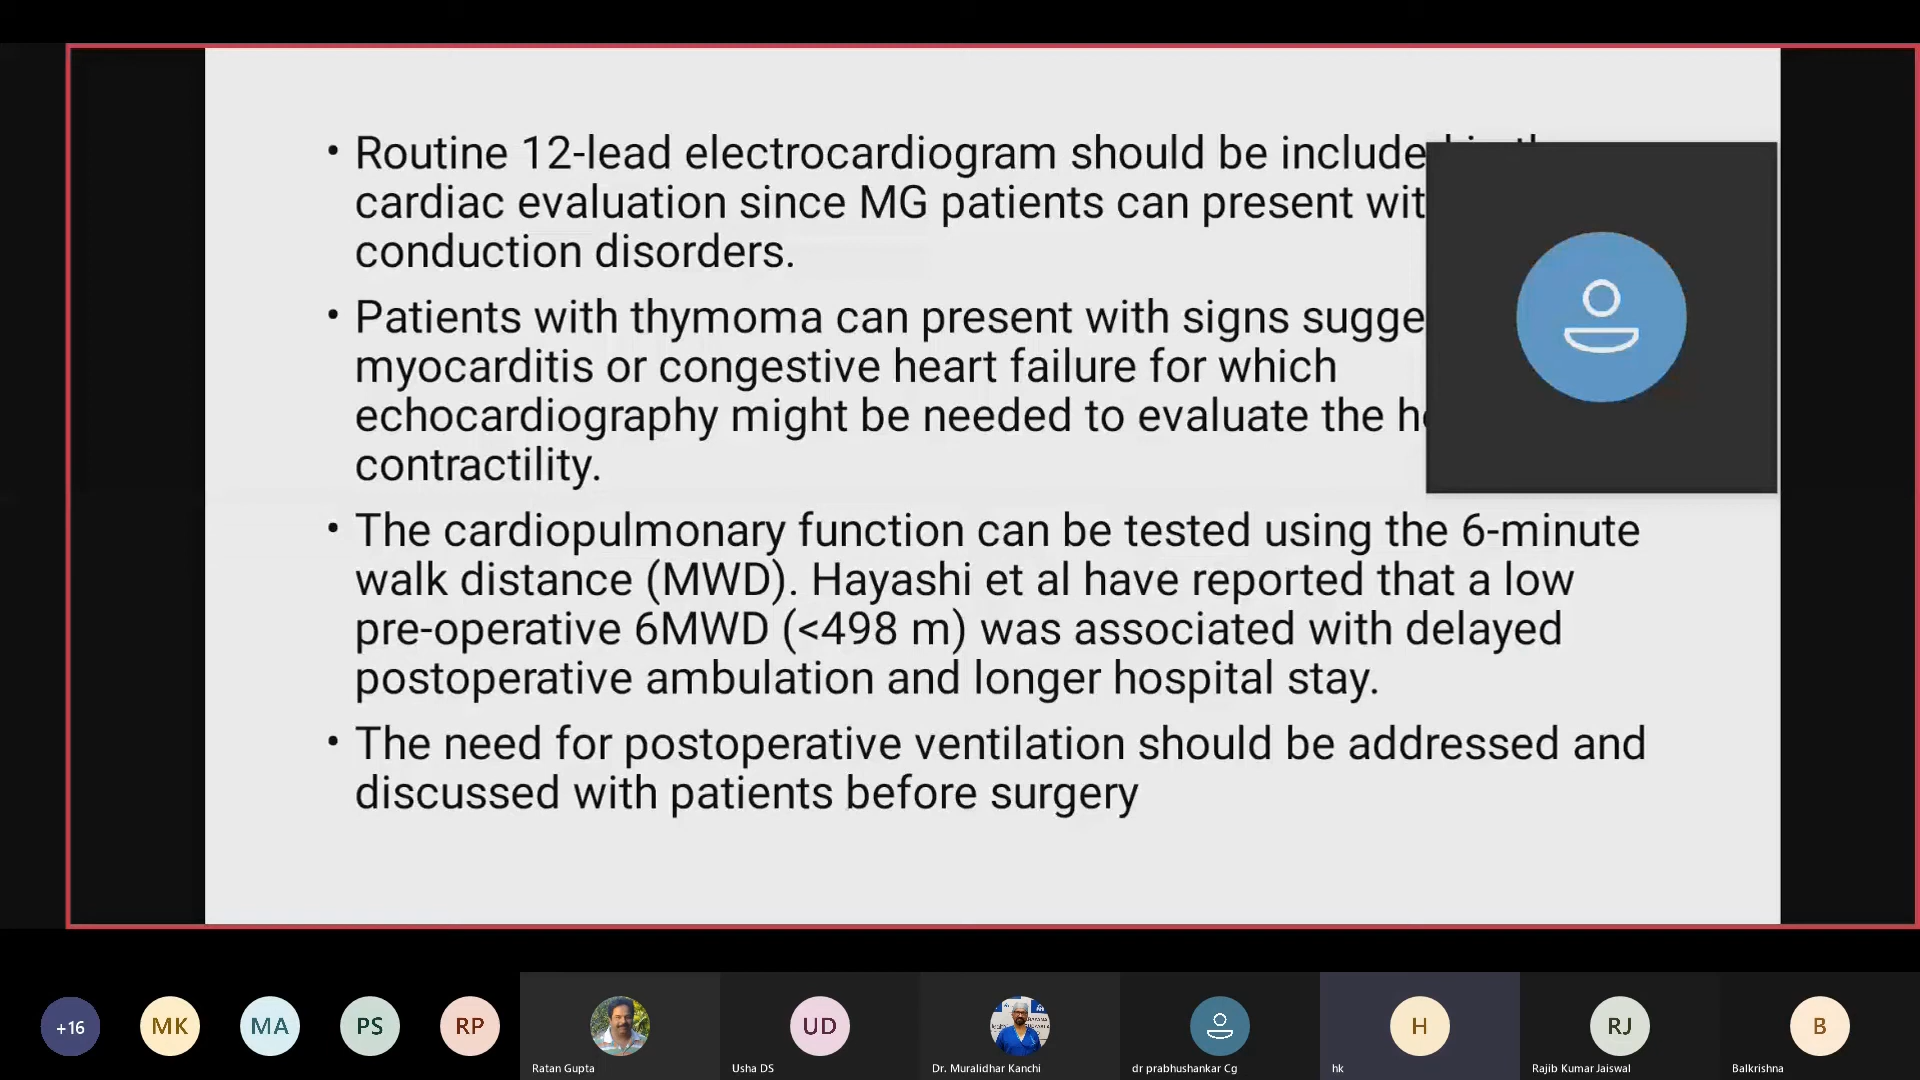 • Routine 12-lead electrocardiogram should be include
cardiac evaluation since MG patients can present wit
conduction disorders.
• Patients with thymoma can present with signs sugge
myocarditis or congestive heart failure for which
echocardiography might be needed to evaluate the
contractility.
• The cardiopulmonary function can be tested using the 6-minute
walk distance (MWD). Hayashi et al have reported that a low
pre-operative 6MWD (<498 m) was associated with delayed
postoperative ambulation and longer hospital stay.
• The need for postoperative ventilation should be addressed and
discussed with patients before surgery
+16 MK MA PS RP UD H RJ B
Ratan Gupta Usha DS Dr. Muralidhar Kanchi dr prabhushankar Cg hk Rajib Kumar Jaiswal Balkrishna